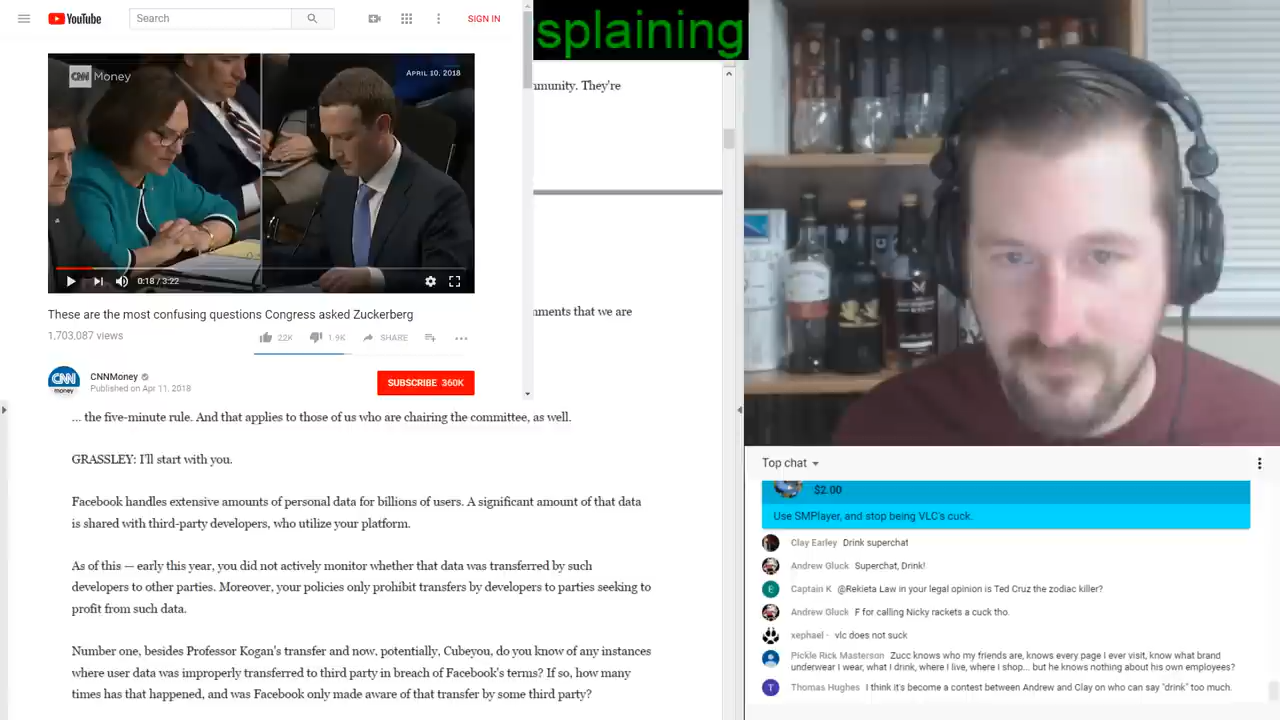 YouTube
Search
SIGN IN
splaining
CNN Money
APRIL 10, 2018
0:18 / 3:22
These are the most confusing questions Congress asked Zuckerberg
1,703,087 views
22K
1.9K
SHARE
CNN
money
CNNMoney
Published on Apr 11, 2018
SUBSCRIBE 360K
mmunity. They're
nments that we are
... the five-minute rule. And that applies to those of us who are chairing the committee, as well.
GRASSLEY: I'll start with you.
Facebook handles extensive amounts of personal data for billions of users. A significant amount of that data
is shared with third-party developers, who utilize your platform.
As of this — early this year, you did not actively monitor whether that data was transferred by such
developers to other parties. Moreover, your policies only prohibit transfers by developers to parties seeking to
profit from such data.
Number one, besides Professor Kogan's transfer and now, potentially, Cubeyou, do you know of any instances
where user data was improperly transferred to third party in breach of Facebook's terms? If so, how many
times has that happened, and was Facebook only made aware of that transfer by some third party?
Top chat
$2.00
Use SMPlayer, and stop being VLC's cuck.
Clay Earley Drink superchat
Andrew Gluck Superchat, Drink!
E Captain K @Rekieta Law in your legal opinion is Ted Cruz the zodiac killer?
Andrew Gluck F for calling Nicky rackets a cuck tho.
xephael - vlc does not suck
Pickle Rick Masterson Zucc knows who my friends are, knows every page I ever visit, know what brand
underwear I wear, what I drink, where I live, where I shop... but he knows nothing about his own employees?
T Thomas Hughes I think it's become a contest between Andrew and Clay on who can say "drink" too much.